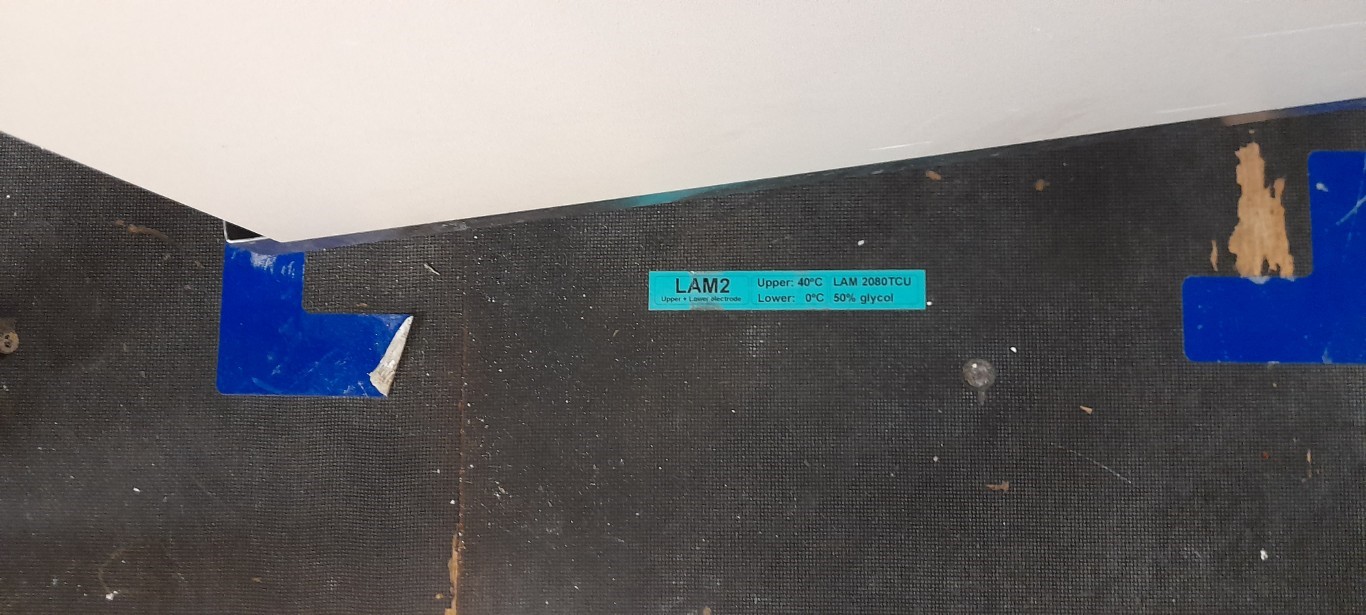 LAM2
Upper + Lower electrode
Upper: 40°C LAM 2080TCU
Lower: 0°C 50% glycol